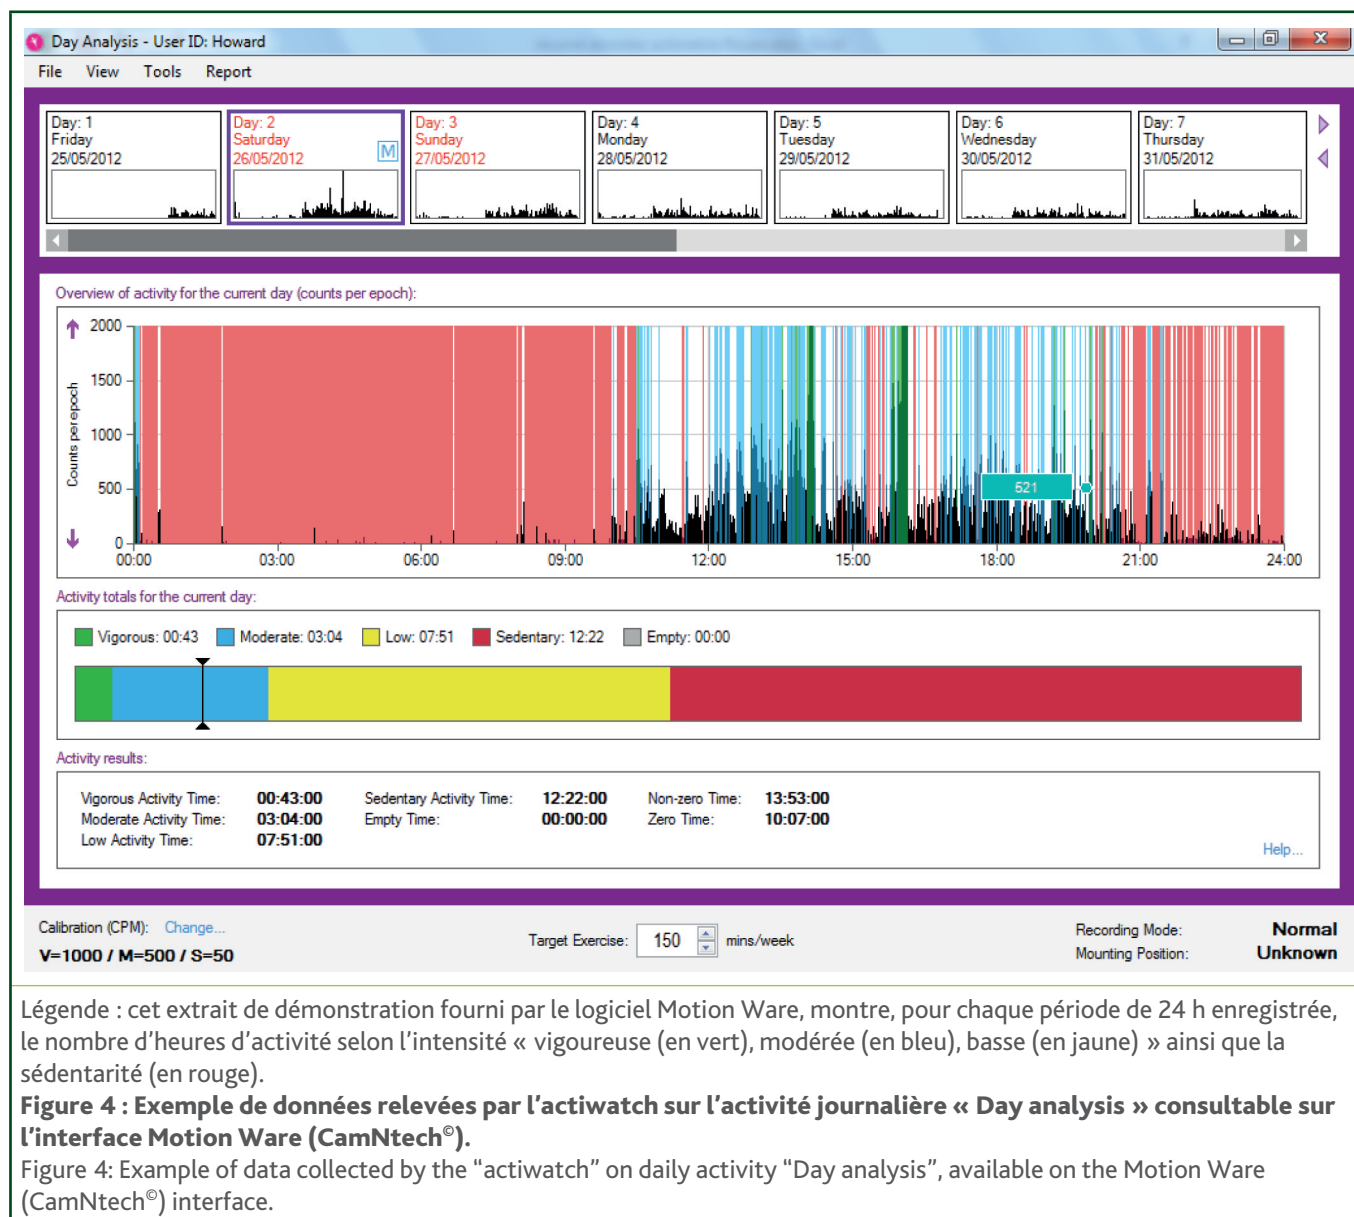 Day Analysis - User ID: Howard
File View Tools Report
Day: 1
Friday
25/05/2012
Day: 2
Saturday
26/05/2012
M
Day: 3
Sunday
27/05/2012
Day: 4
Monday
28/05/2012
Day: 5
Tuesday
29/05/2012
Day: 6
Wednesday
30/05/2012
Day: 7
Thursday
31/05/2012
Overview of activity for the current day (counts per epoch):
Counts per epoch
2000
1500
1000
500
0
621
00:00 03:00 06:00 09:00 12:00 15:00 18:00 21:00 24:00
Activity totals for the current day:
Vigorous: 00:43 Moderate: 03:04 Low: 07:51 Sedentary: 12:22 Empty: 00:00
Activity results:
Vigorous Activity Time: 00:43:00 Sedentary Activity Time: 12:22:00 Non-zero Time: 13:53:00
Moderate Activity Time: 03:04:00 Empty Time: 00:00:00 Zero Time: 10:07:00
Low Activity Time: 07:51:00
Help...
Calibration (CPM): Change...
V=1000 / M=500 / S=50
Target Exercise: 150 mins/week
Recording Mode: Normal
Mounting Position: Unknown
Légende : cet extrait de démonstration fourni par le logiciel Motion Ware, montre, pour chaque période de 24 h enregistrée,
le nombre d'heures d'activité selon l'intensité « vigoureuse (en vert), modérée (en bleu), basse (en jaune) » ainsi que la
sédentarité (en rouge).
Figure 4 : Exemple de données relevées par l'actiwatch sur l'activité journalière « Day analysis » consultable sur
l'interface Motion Ware (CamNtech©).
Figure 4: Example of data collected by the “actiwatch” on daily activity “Day analysis”, available on the Motion Ware
(CamNtech©) interface.